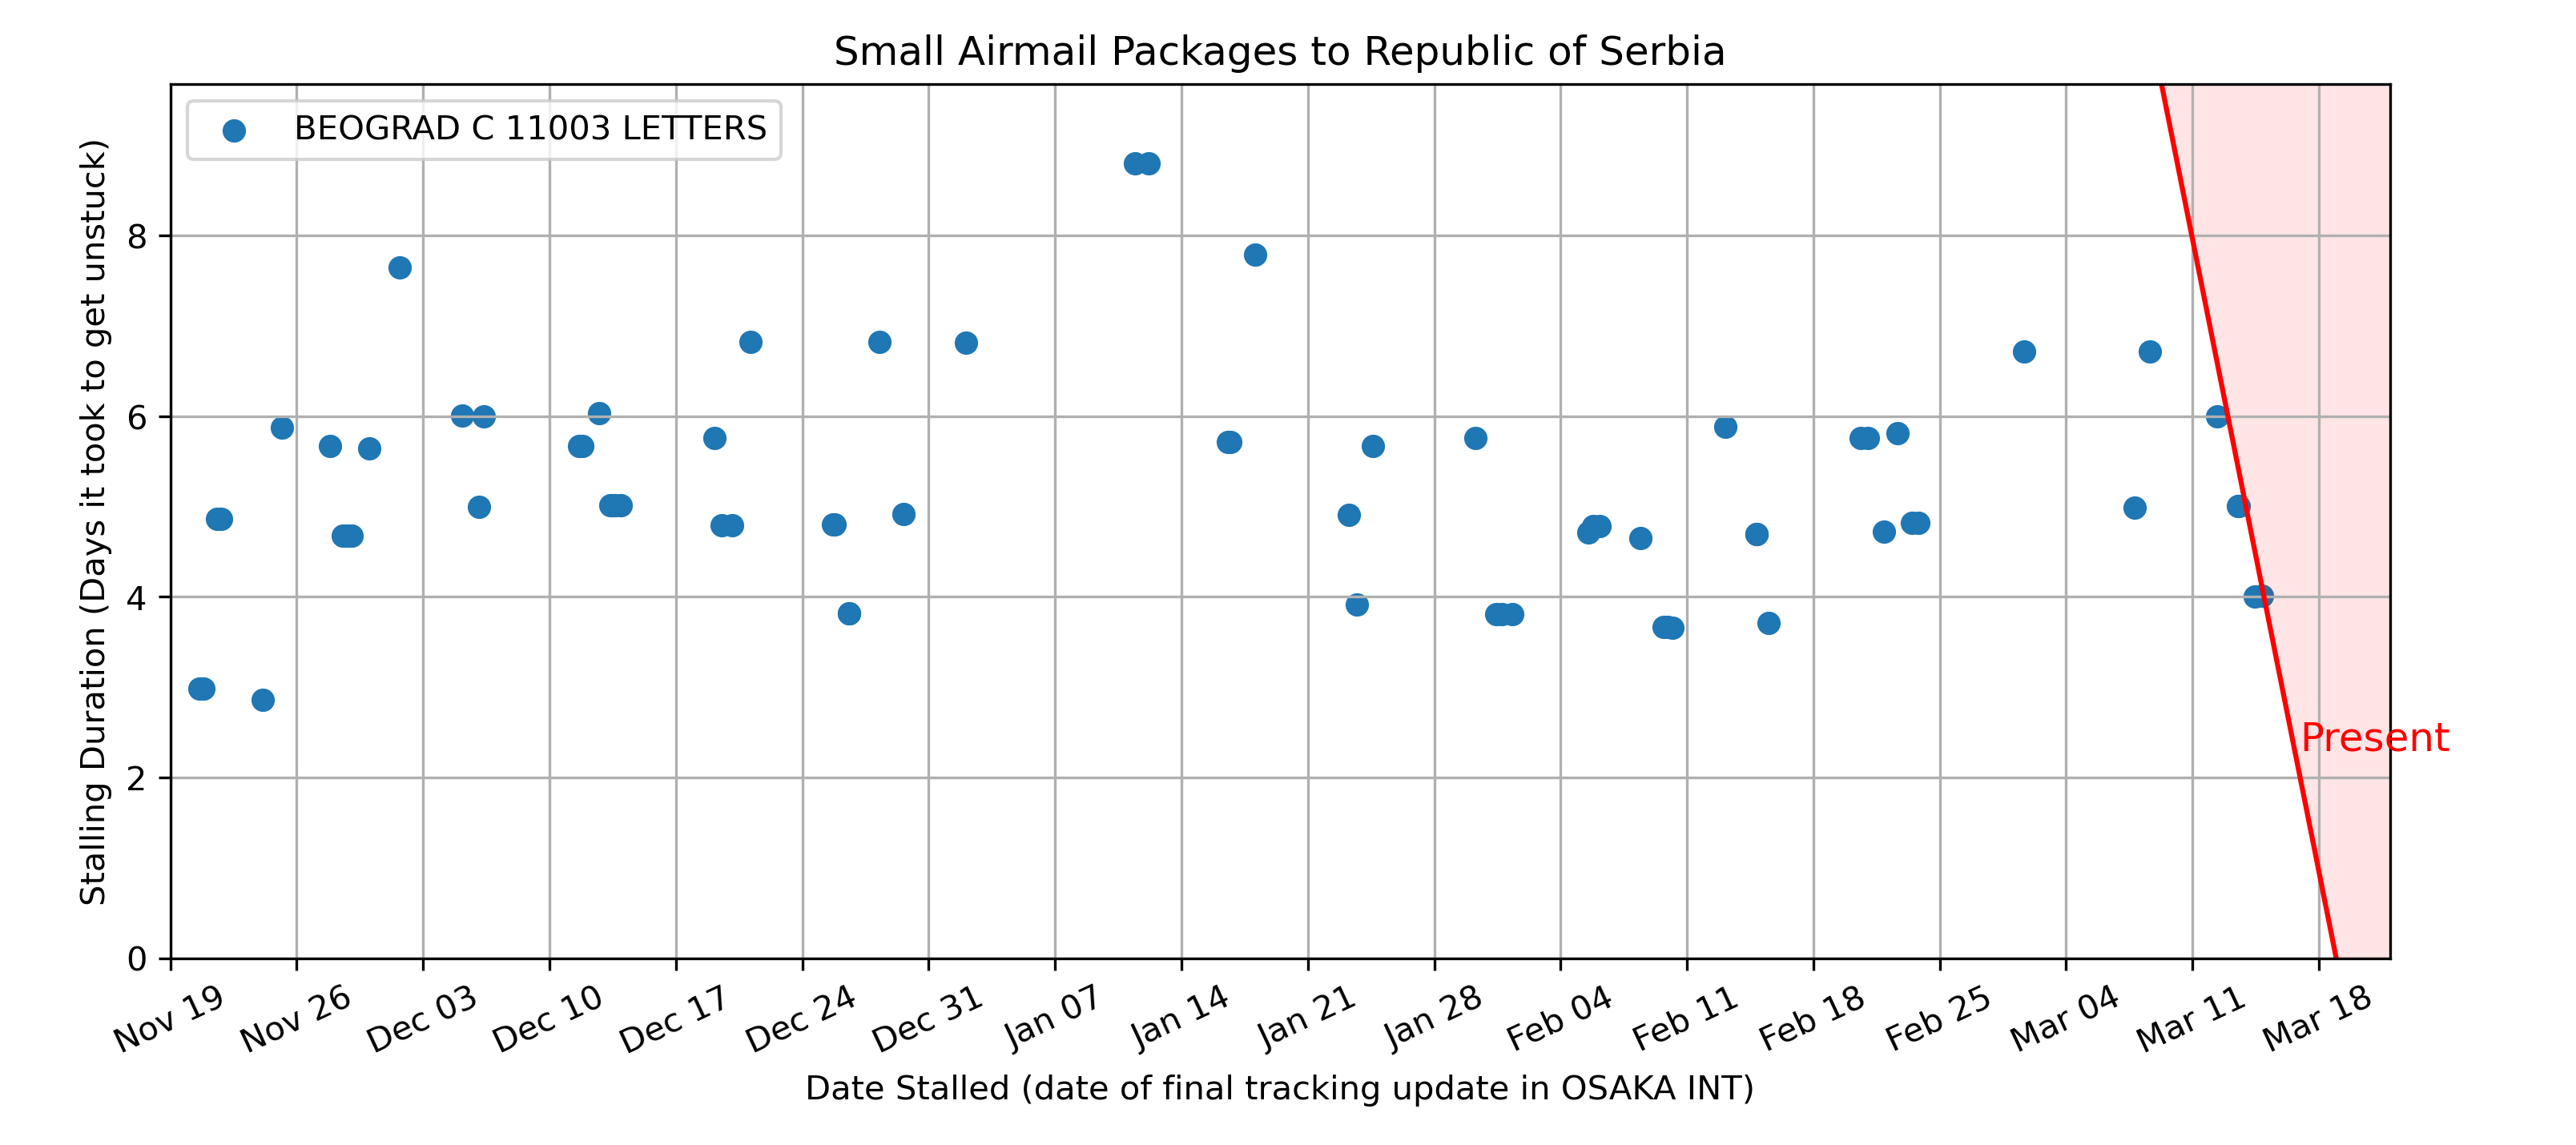 Small Airmail Packages to Republic of Serbia
BEOGRAD C 11003 LETTERS
Stalling Duration (Days it took to get unstuck)
8
6
4
2
0
Present
Nov 19
Nov 26
Dec 03
Dec 10
Dec 17
Dec 24
Dec 31
Jan 07
Jan 14
Jan 21
Jan 28
Feb 04
Feb 11
Feb 18
Feb 25
Mar 04
Mar 11
Mar 18
Date Stalled (date of final tracking update in OSAKA INT)